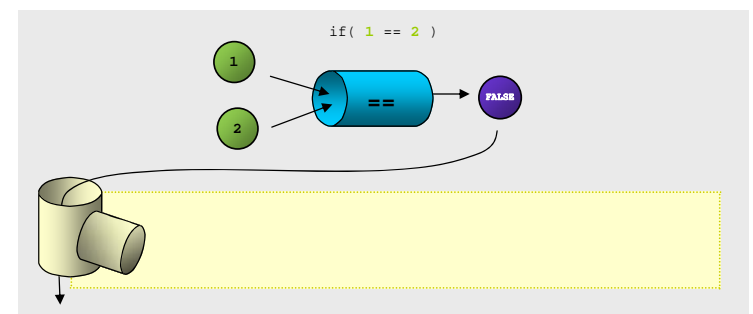 if( 1 == 2 )
1
==
FALSE
2